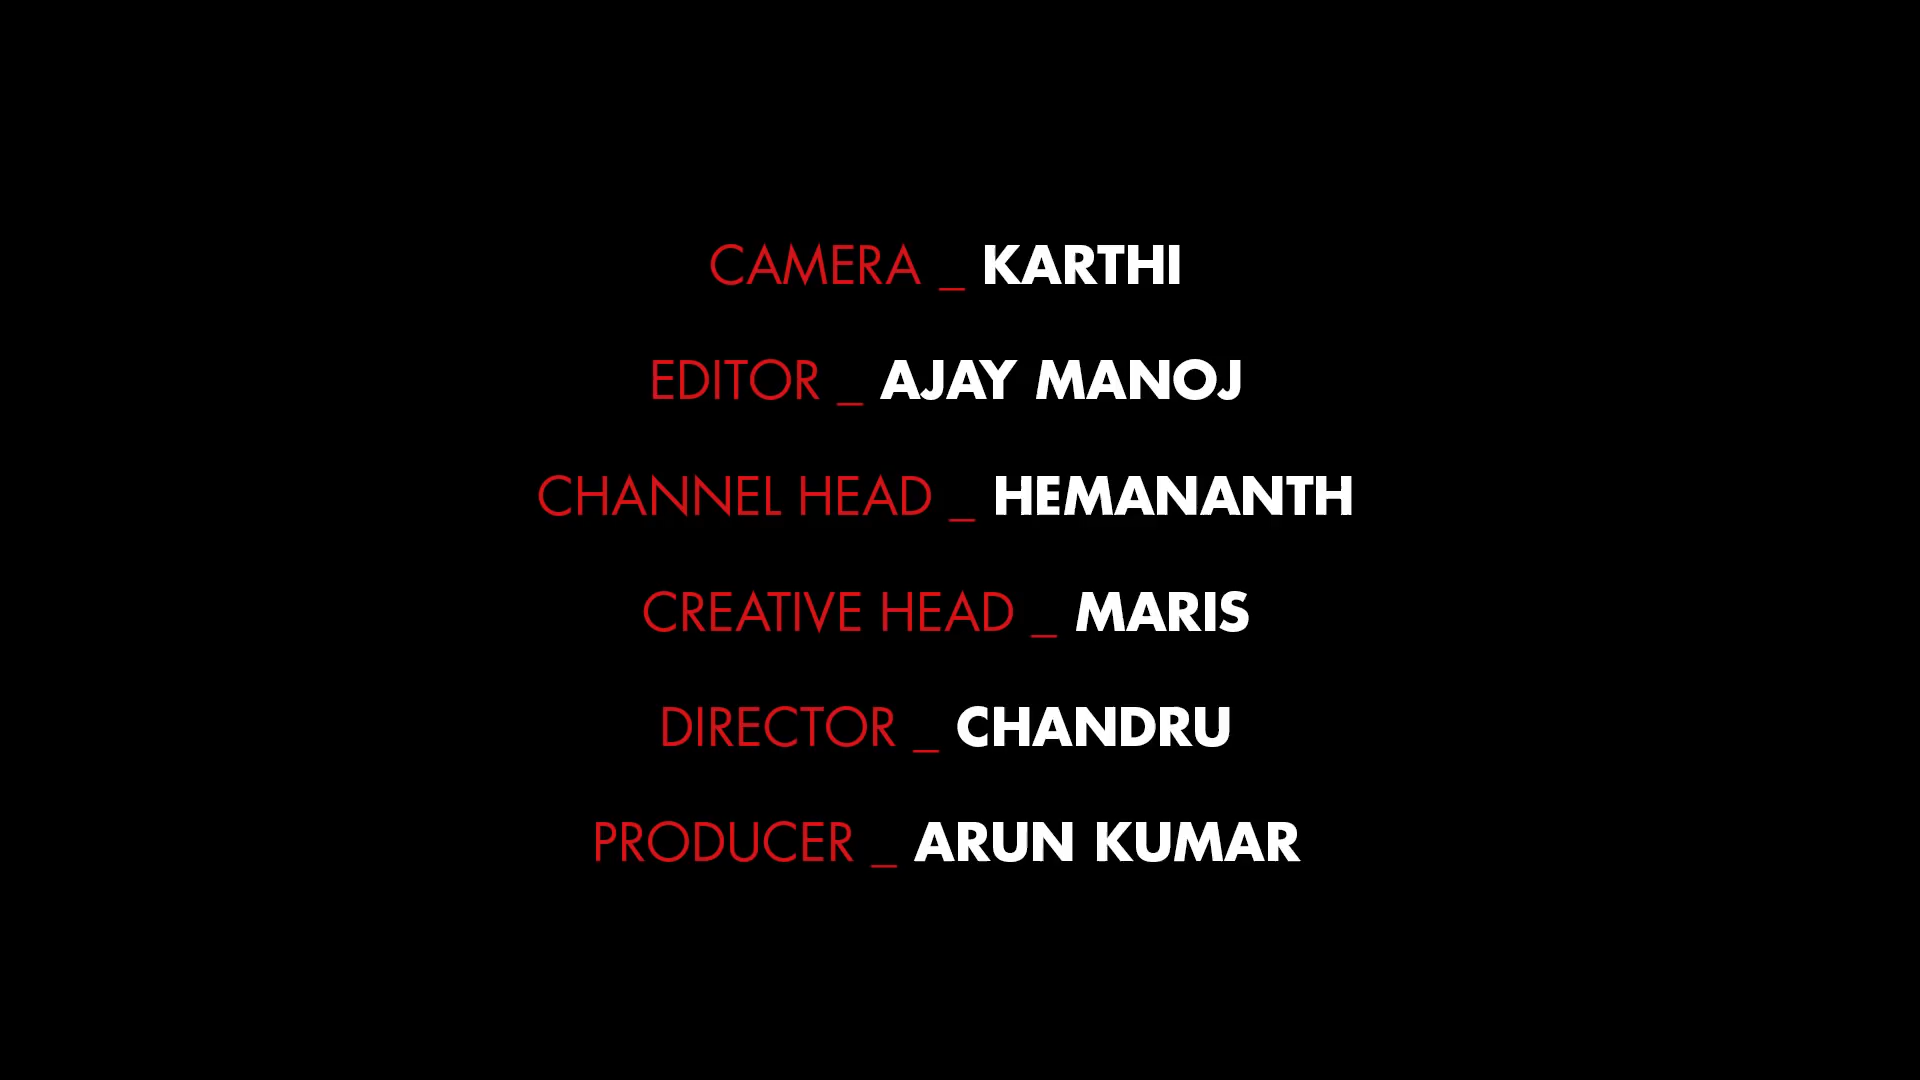 CAMERA _ KARTHI
EDITOR _ AJAY MANOJ
CHANNEL HEAD _ HEMANANTH
CREATIVE HEAD _ MARIS
DIRECTOR _ CHANDRU
PRODUCER _ ARUN KUMAR